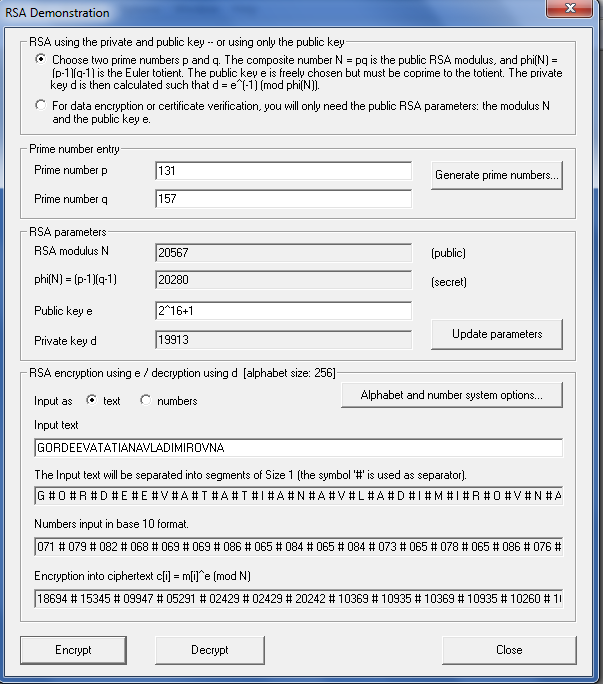 RSA Demonstration
RSA using the private and public key -- or using only the public key
Choose two prime numbers p and q. The composite number N = pq is the public RSA modulus, and phi(N) =
(p-1)(q-1) is the Euler totient. The public key e is freely chosen but must be coprime to the totient. The private
key d is then calculated such that d = e^(-1) (mod phi(N)).
For data encryption or certificate verification, you will only need the public RSA parameters: the modulus N
and the public key e.
Prime number entry
Prime number p
131
Generate prime numbers...
Prime number q
157
RSA parameters
RSA modulus N
20567
(public)
phi(N) = (p-1)(q-1)
20280
(secret)
Public key e
2^16+1
Private key d
19913
Update parameters
RSA encryption using e / decryption using d [alphabet size: 256]
Input as
text
numbers
Alphabet and number system options...
Input text
GORDEEVATATIANAVLADIMIROVNA
The Input text will be separated into segments of Size 1 (the symbol '#' is used as separator).
G # O # R # D # E # E # V # A # T # A # T # I # A # N # A # V # L # A # D # I # M # I # R # O # V # N # A
Numbers input in base 10 format.
071 # 079 # 082 # 068 # 069 # 069 # 086 # 065 # 084 # 065 # 084 # 073 # 065 # 078 # 065 # 086 # 076 #
Encryption into ciphertext c[i] = m[i]^e (mod N)
18694 # 15345 # 09947 # 05291 # 02429 # 02429 # 20242 # 10369 # 10935 # 10369 # 10935 # 10260 #
Encrypt
Decrypt
Close